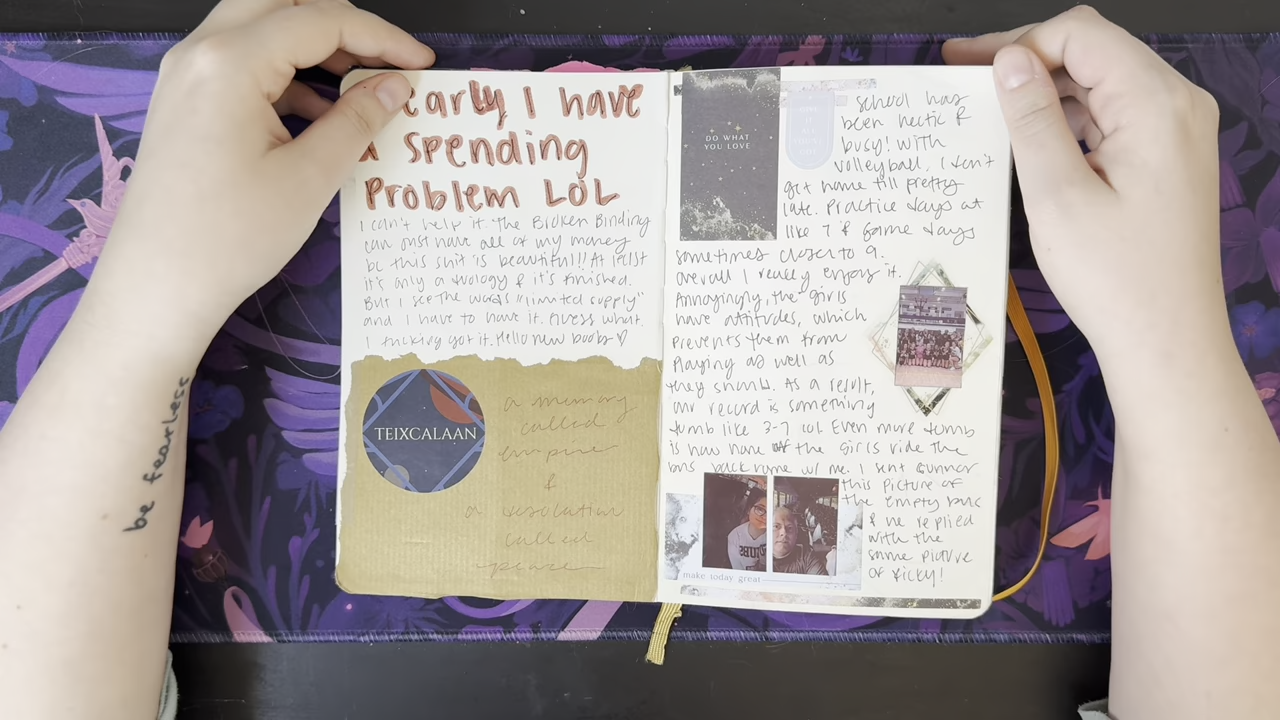 early I have
a spending
problem LOL
I can't help it. The Broken Binding
can just have all of my money
bc this shit is beautiful!! At least
it's only a duology & it's finished.
But I see the words "limited supply"
and I have to have it. Guess what.
I fucking got it. Hello new books
TEIXCALAAN
a memory
called
empire
&
a desolation
called
peace
DO WHAT
YOU LOVE
School has
been hectic &
busy! With
volleyball, I don't
get home till pretty
late. Practice days at
like 7 & game days
sometimes closer to 9.
Overall I really enjoy it.
Annoyingly, the girls
have attitudes, which
prevents them from
playing as well as
they should. As a result,
our record is something
dumb like 3-7 lol. Even more dumb
is how none of the girls ride the
bus back home w/ me. I sent Gunnar
this picture of
the empty bus
& he replied
with the
same picture
of Ricky!
make today great
be fearless